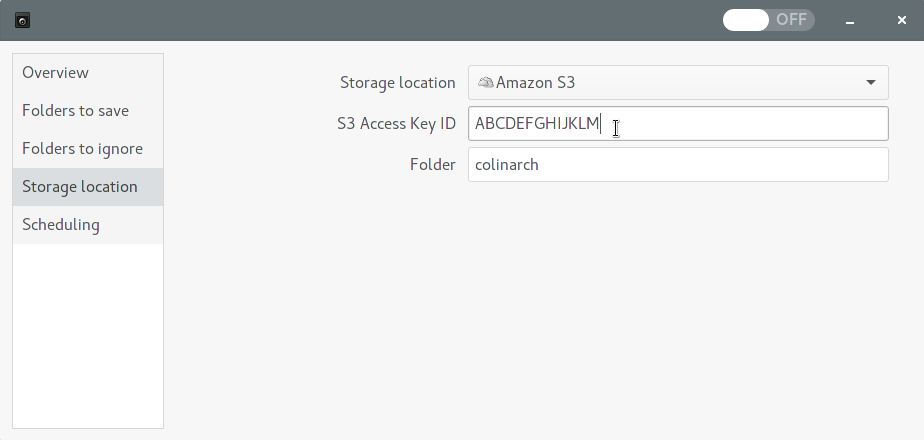 OFF
Overview
Folders to save
Folders to ignore
Storage location
Scheduling
Storage location Amazon S3
S3 Access Key ID ABCDEFGHIJKLM
Folder colinarch